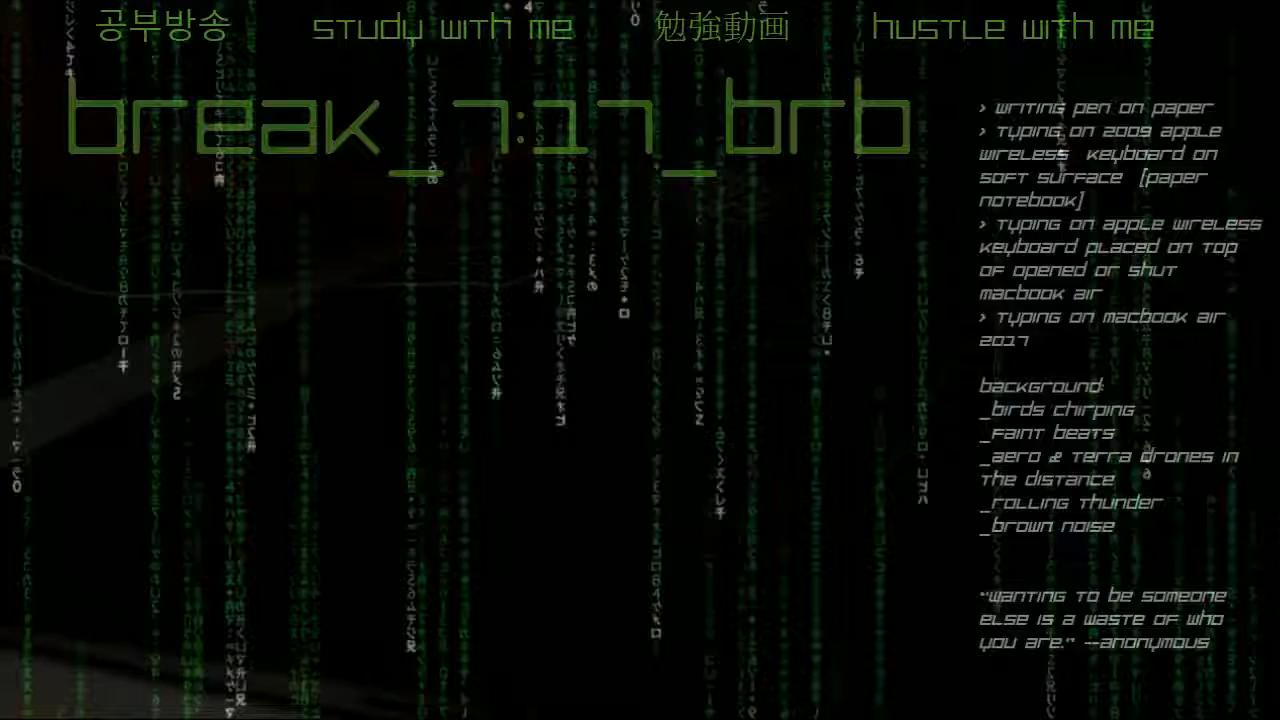 공부방송 study with me 勉強動画 hustle with me
break_7:17_brb
> writing pen on paper
> typing on 2009 apple
wireless keyboard on
soft surface [paper
notebook]
> typing on apple wireless
keyboard placed on top
of opened or shut
macbook air
> typing on macbook air
2017
background:
_birds chirping
_faint beats
_aero & terra drones in
the distance
_rolling thunder
_brown noise
"wanting to be someone
else is a waste of who
you are." --anonymous